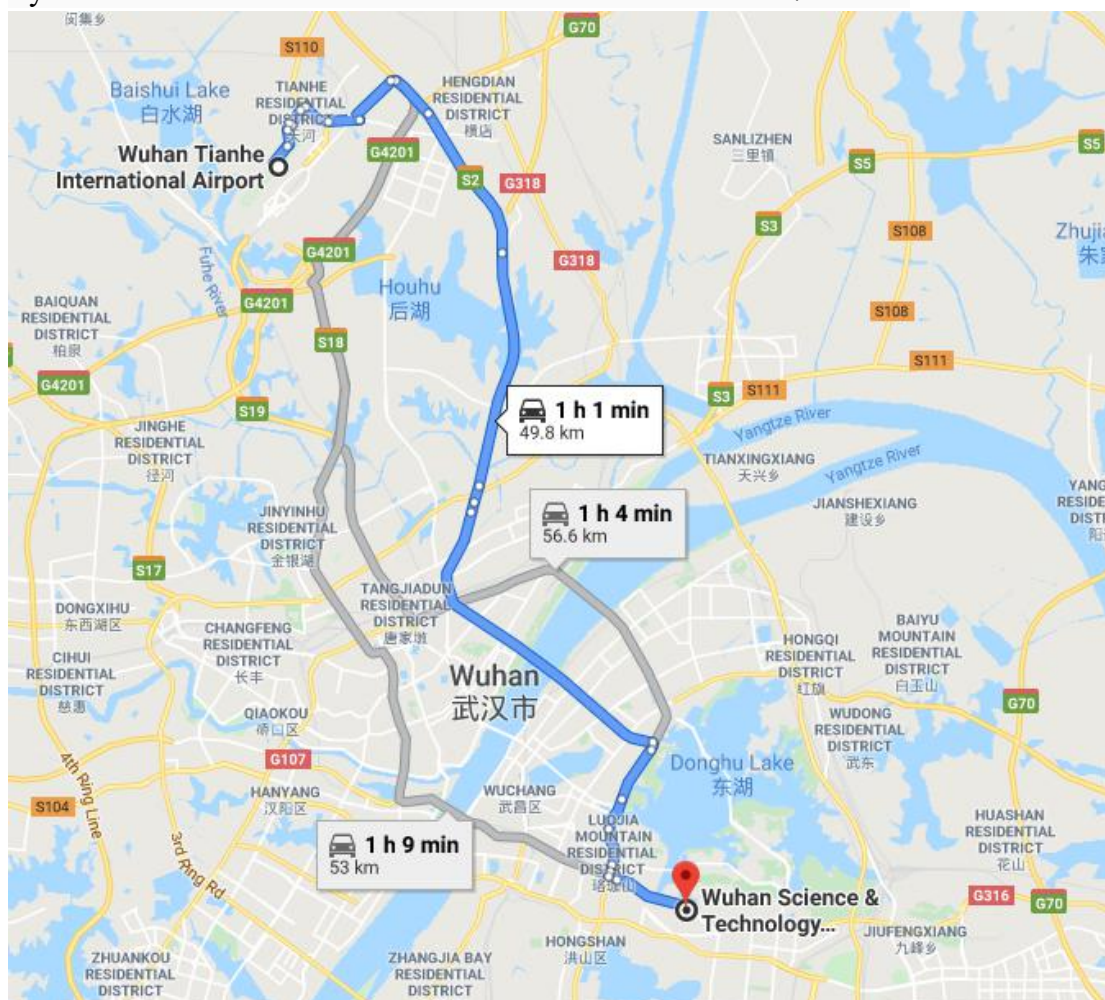 闵集乡
G70
S110
Baishui Lake
白水湖
TIANHE
RESIDENTIAL
DISTRICT
天河
HENGDIAN
RESIDENTIAL
DISTRICT
横店
SANLIZHEN
三里镇
S5
S5
Wuhan Tianhe
International Airport
G4201
S2
G318
S3
S108
Zhujia
朱家
G4201
G318
Fuhe River
Houhu
后湖
G4201
BAIQUAN
RESIDENTIAL
DISTRICT
柏泉
S108
S18
S111
G4201
S111
S3
S19
1 h 1 min
49.8 km
Yangtze River
JINGHE
RESIDENTIAL
DISTRICT
径河
TIANXINGXIANG
天兴乡
Yangtze River
YANG
RESIDE
DIST
阳
JIANSHEXIANG
建设乡
1 h 4 min
56.6 km
JINYINHU
RESIDENTIAL
DISTRICT
金银湖
S17
TANGJIADUN
RESIDENTIAL
DISTRICT
唐家墩
DONGXIHU
东西湖区
CHANGFENG
RESIDENTIAL
DISTRICT
长丰
HONGQI
RESIDENTIAL
DISTRICT
红旗
BAIYU
MOUNTAIN
RESIDENTIAL
DISTRICT
白玉山
CIHUI
RESIDENTIAL
DISTRICT
慈惠
Wuhan
武汉市
G70
QIAOKOU
硚口区
WUDONG
RESIDENTIAL
DISTRICT
武东
G107
Donghu Lake
东湖
4th Ring Line
S104
HANYANG
汉阳区
WUCHANG
武昌区
HUASHAN
RESIDENTIAL
DISTRICT
花山
LUOJIA
MOUNTAIN
RESIDENTIAL
DISTRICT
珞珈山
1 h 9 min
53 km
3rd Ring Rd
Wuhan Science &
Technology...
G316
G70
JIUFENGXIANG
九峰乡
HONGSHAN
洪山区
ZHUANKOU
RESIDENTIAL
DISTRICT
ZHANGJIA BAY
RESIDENTIAL
DISTRICT